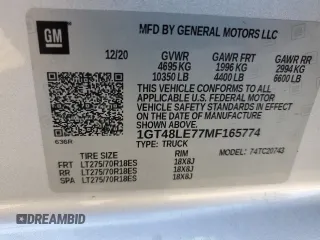 GM
MFD BY GENERAL MOTORS LLC
12/20 GVWR GAWR FRT GAWR RR
4695 KG 1996 KG 2994 KG
10350 LB 4400 LB 6600 LB
THIS VEHICLE CONFORMS TO ALL APPLICABLE
U.S. FEDERAL MOTOR VEHICLE SAFETY
STANDARDS IN EFFECT ON THE DATE OF
MANUFACTURE SHOWN ABOVE.
1GT48LE77MF165774
636R TYPE: TRUCK 74TC20743
TIRE SIZE RIM
FRT LT275/70R18ES 18X8J
RR LT275/70R18ES 18X8J
SPA LT275/70R18ES 18X8J
DIBIDAMD